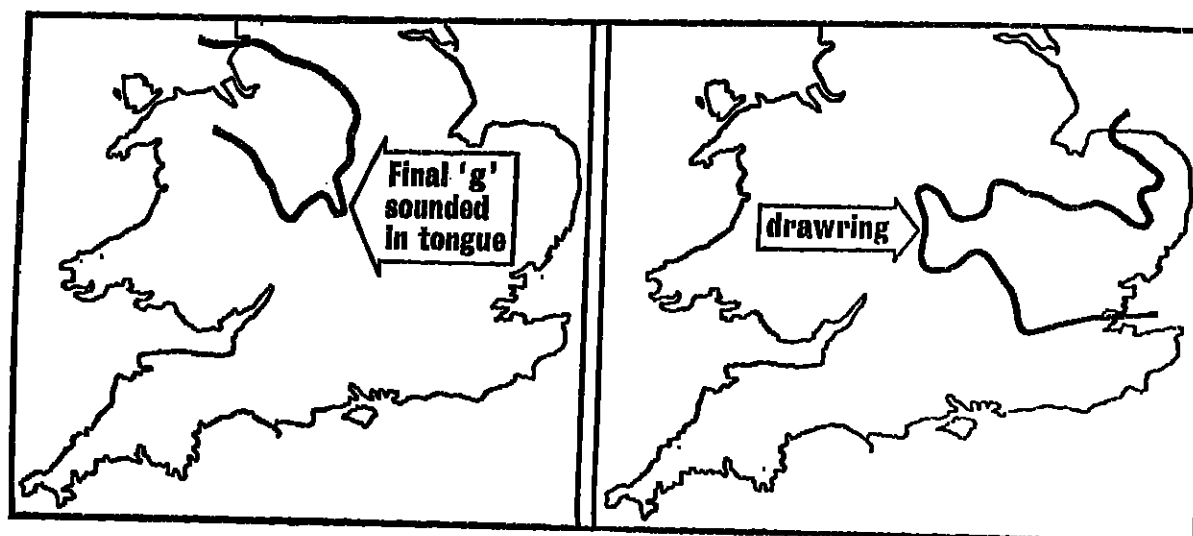 Final ‘g’
sounded
in tongue
drawring